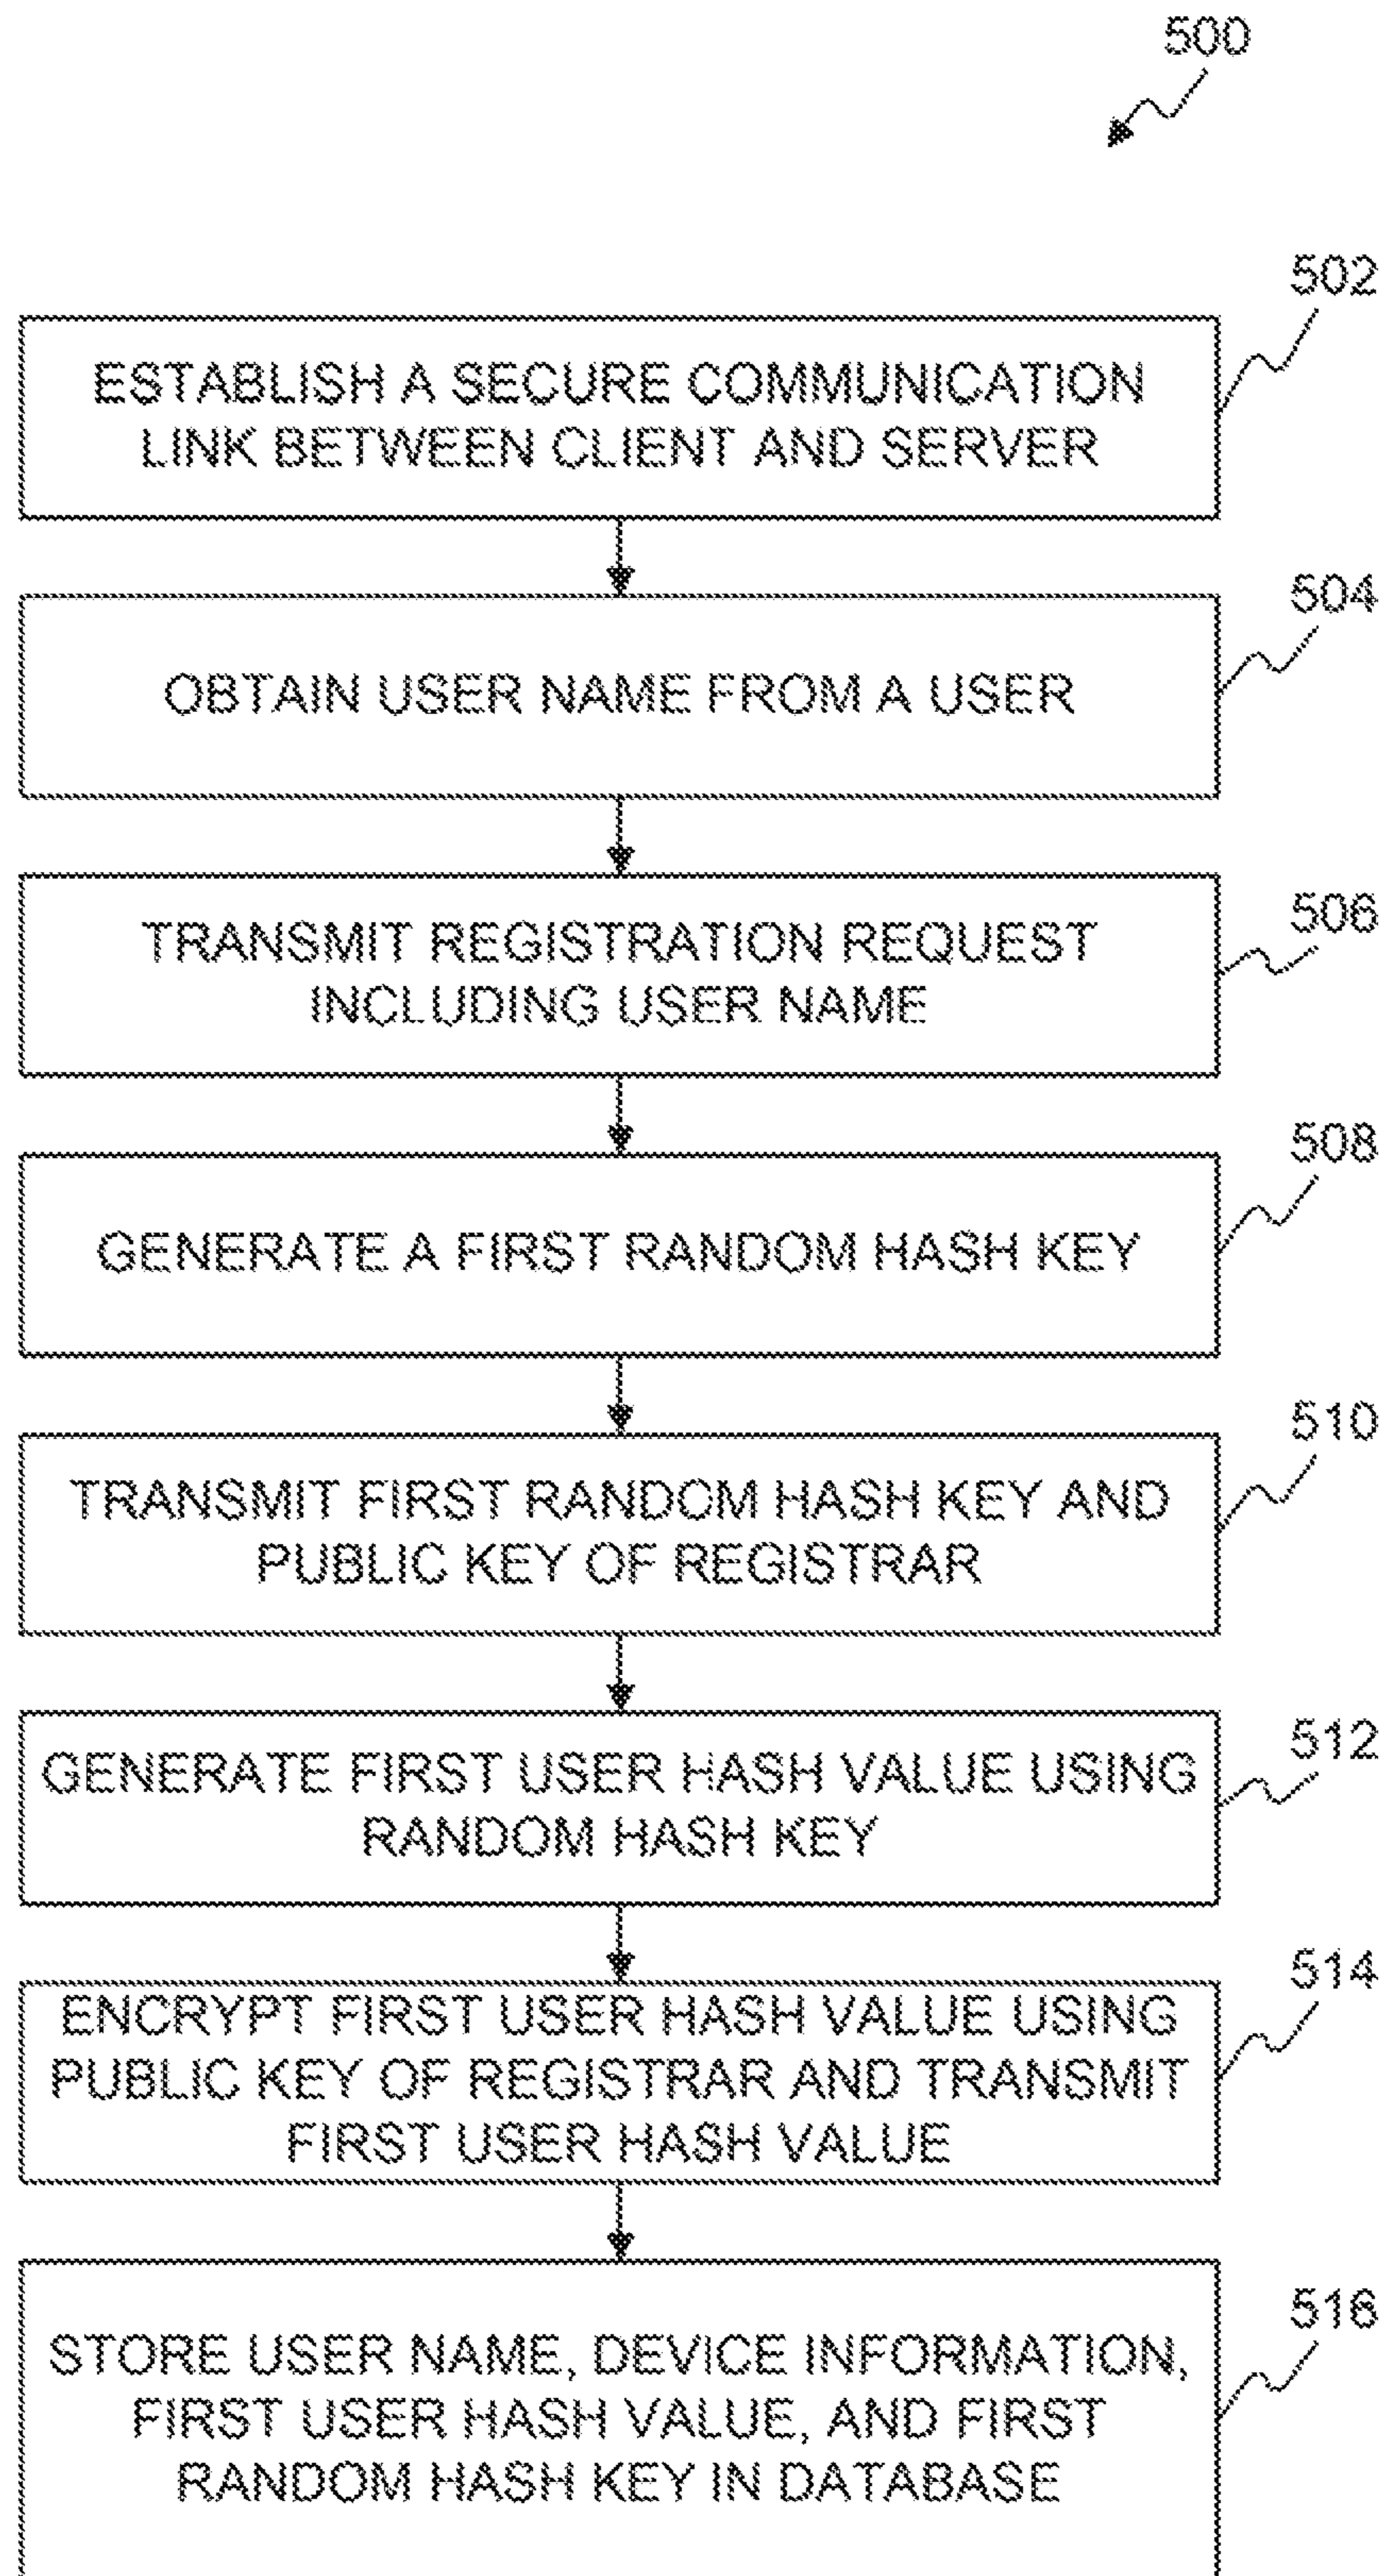 500
502
ESTABLISH A SECURE COMMUNICATION
LINK BETWEEN CLIENT AND SERVER
504
OBTAIN USER NAME FROM A USER
506
TRANSMIT REGISTRATION REQUEST
INCLUDING USER NAME
508
GENERATE A FIRST RANDOM HASH KEY
510
TRANSMIT FIRST RANDOM HASH KEY AND
PUBLIC KEY OF REGISTRAR
512
GENERATE FIRST USER HASH VALUE USING
RANDOM HASH KEY
514
ENCRYPT FIRST USER HASH VALUE USING
PUBLIC KEY OF REGISTRAR AND TRANSMIT
FIRST USER HASH VALUE
516
STORE USER NAME, DEVICE INFORMATION,
FIRST USER HASH VALUE, AND FIRST
RANDOM HASH KEY IN DATABASE